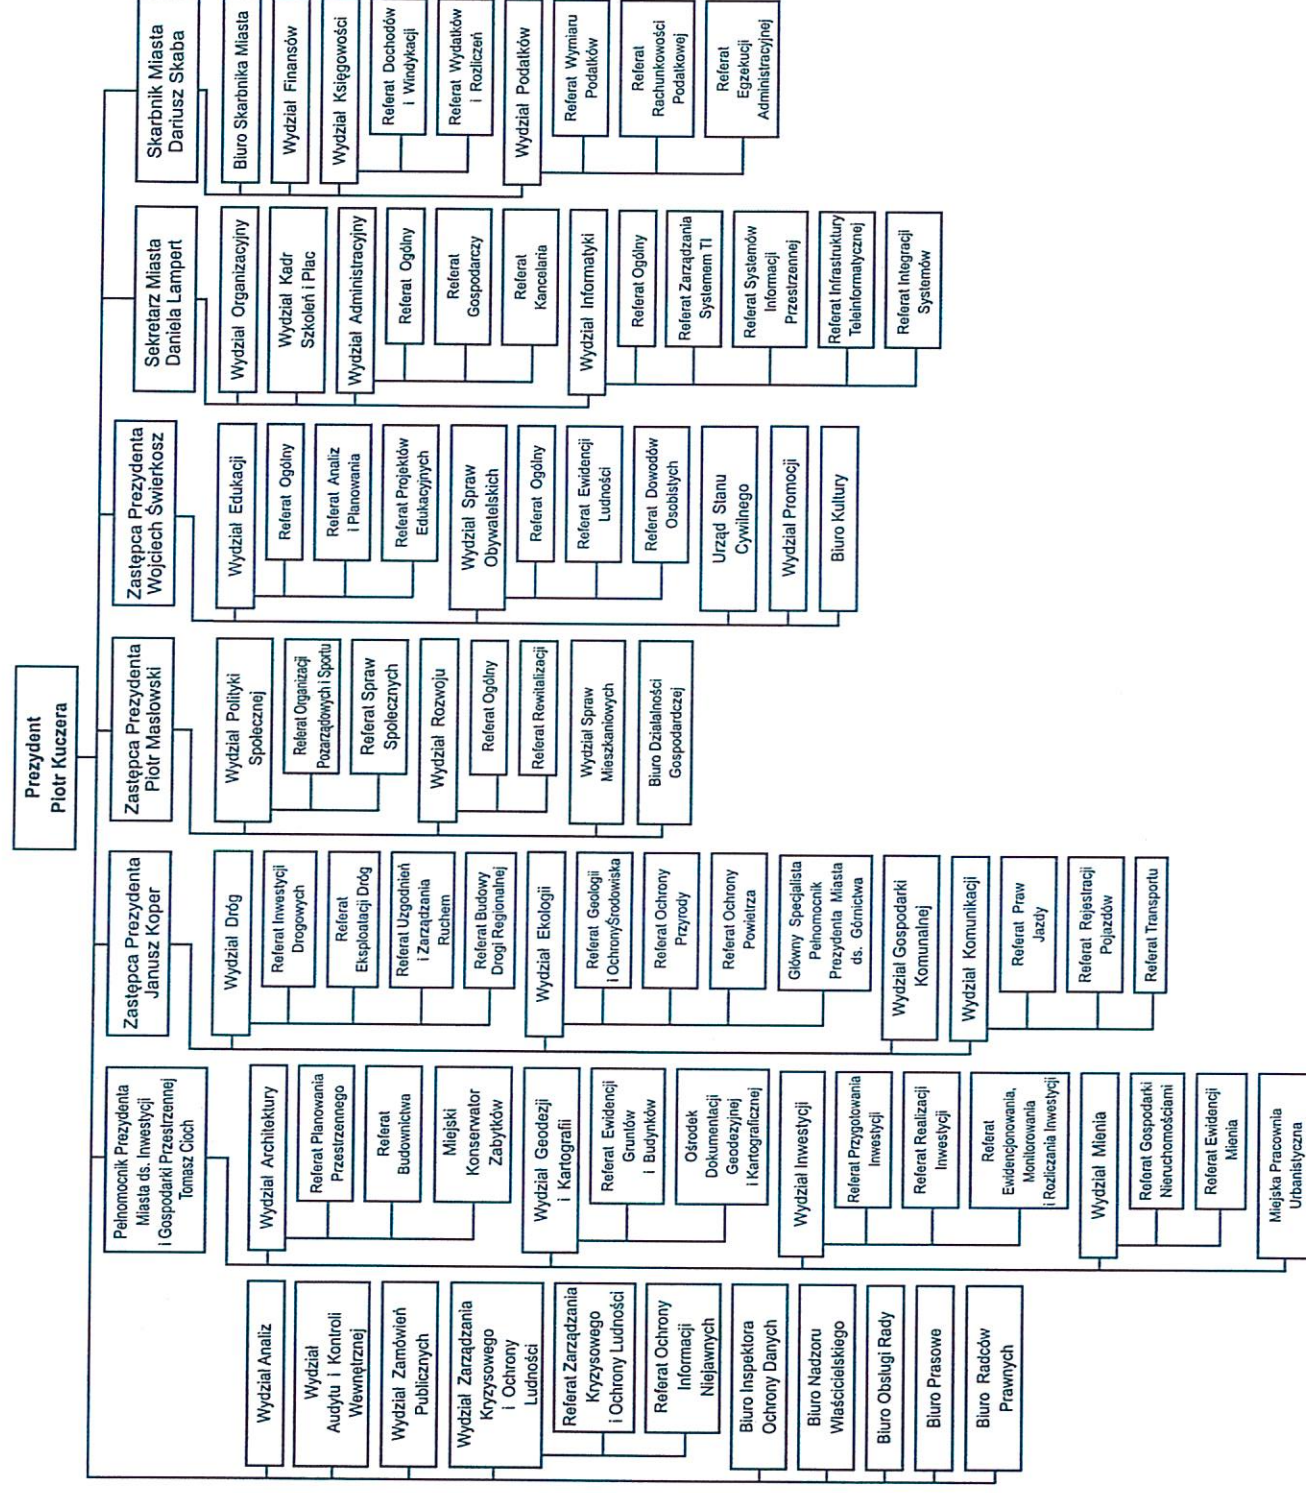 Prezydent
Piotr Kuczera
Pełnomocnik Prezydenta
Miasta ds. Inwestycji
i Gospodarki Przestrzennej
Tomasz Cioch
Zastępca Prezydenta
Janusz Koper
Zastępca Prezydenta
Piotr Masłowski
Zastępca Prezydenta
Wojciech Świerkosz
Sekretarz Miasta
Daniela Lampert
Skarbnik Miasta
Dariusz Skaba
Wydział Analiz
Wydział
Audytu i Kontroli
Wewnętrznej
Wydział Zamówień
Publicznych
Wydział Zarządzania
Kryzysowego
i Ochrony
Ludności
Referat Zarządzania
Kryzysowego
i Ochrony Ludności
Referat Ochrony
Informacji
Niejawnych
Biuro Inspektora
Ochrony Danych
Biuro Nadzoru
Właścicielskiego
Biuro Obsługi Rady
Biuro Prasowe
Biuro Radców
Prawnych
Wydział Architektury
Referat Planowania
Przestrzennego
Referat
Budownictwa
Miejski
Konserwator
Zabytków
Wydział Geodezji
i Kartografii
Referat Ewidencji
Gruntów
i Budynków
Ośrodek
Dokumentacji
Geodezyjnej
i Kartograficznej
Wydział Inwestycji
Referat Przygotowania
Inwestycji
Referat Realizacji
Inwestycji
Referat
Ewidencjonowania,
Monitorowania
i Rozliczania Inwestycji
Wydział Mienia
Referat Gospodarki
Nieruchomościami
Referat Ewidencji
Mienia
Miejska Pracownia
Urbanistyczna
Wydział Dróg
Referat Inwestycji
Drogowych
Referat
Eksploatacji Dróg
Referat Uzgodnień
i Zarządzania
Ruchem
Referat Budowy
Drogi Regionalnej
Wydział Ekologii
Referat Geologii
i OchronyŚrodowiska
Referat Ochrony
Przyrody
Referat Ochrony
Powietrza
Główny Specjalista
Pełnomocnik
Prezydenta Miasta
ds. Górnictwa
Wydział Gospodarki
Komunalnej
Wydział Komunikacji
Referat Praw
Jazdy
Referat Rejestracji
Pojazdów
Referat Transportu
Wydział Polityki
Społecznej
Referat Organizacji
Pozarządowych i Sportu
Referat Spraw
Społecznych
Wydział Rozwoju
Referat Ogólny
Referat Rewitalizacji
Wydział Spraw
Mieszkaniowych
Biuro Działalności
Gospodardczej
Wydział Edukacji
Referat Ogólny
Referat Analiz
i Planowania
Referat Projektów
Edukacyjnych
Wydział Spraw
Obywatelskich
Referat Ogólny
Referat Ewidencji
Ludności
Referat Dowodów
Osobistych
Urząd Stanu
Cywilnego
Wydział Promocji
Biuro Kultury
Wydział Organizacyjny
Wydział Kadr
Szkoleń i Płac
Wydział Administracyjny
Referat Ogólny
Referat
Gospodarczy
Referat
Kancelaria
Wydział Informatyki
Referat Ogólny
Referat Zarządzania
Systemem TI
Referat Systemów
Informacji
Przestrzennej
Referat Infrastruktury
Teleinformatycznej
Referat Integracji
Systemów
Biuro Skarbnika Miasta
Wydział Finansów
Wydział Księgowości
Referat Dochodów
i Windykacji
Referat Wydatków
i Rozliczeń
Wydział Podatków
Referat Wymiaru
Podatków
Referat
Rachunkowości
Podatkowej
Referat
Egzekucji
Administracyjnej